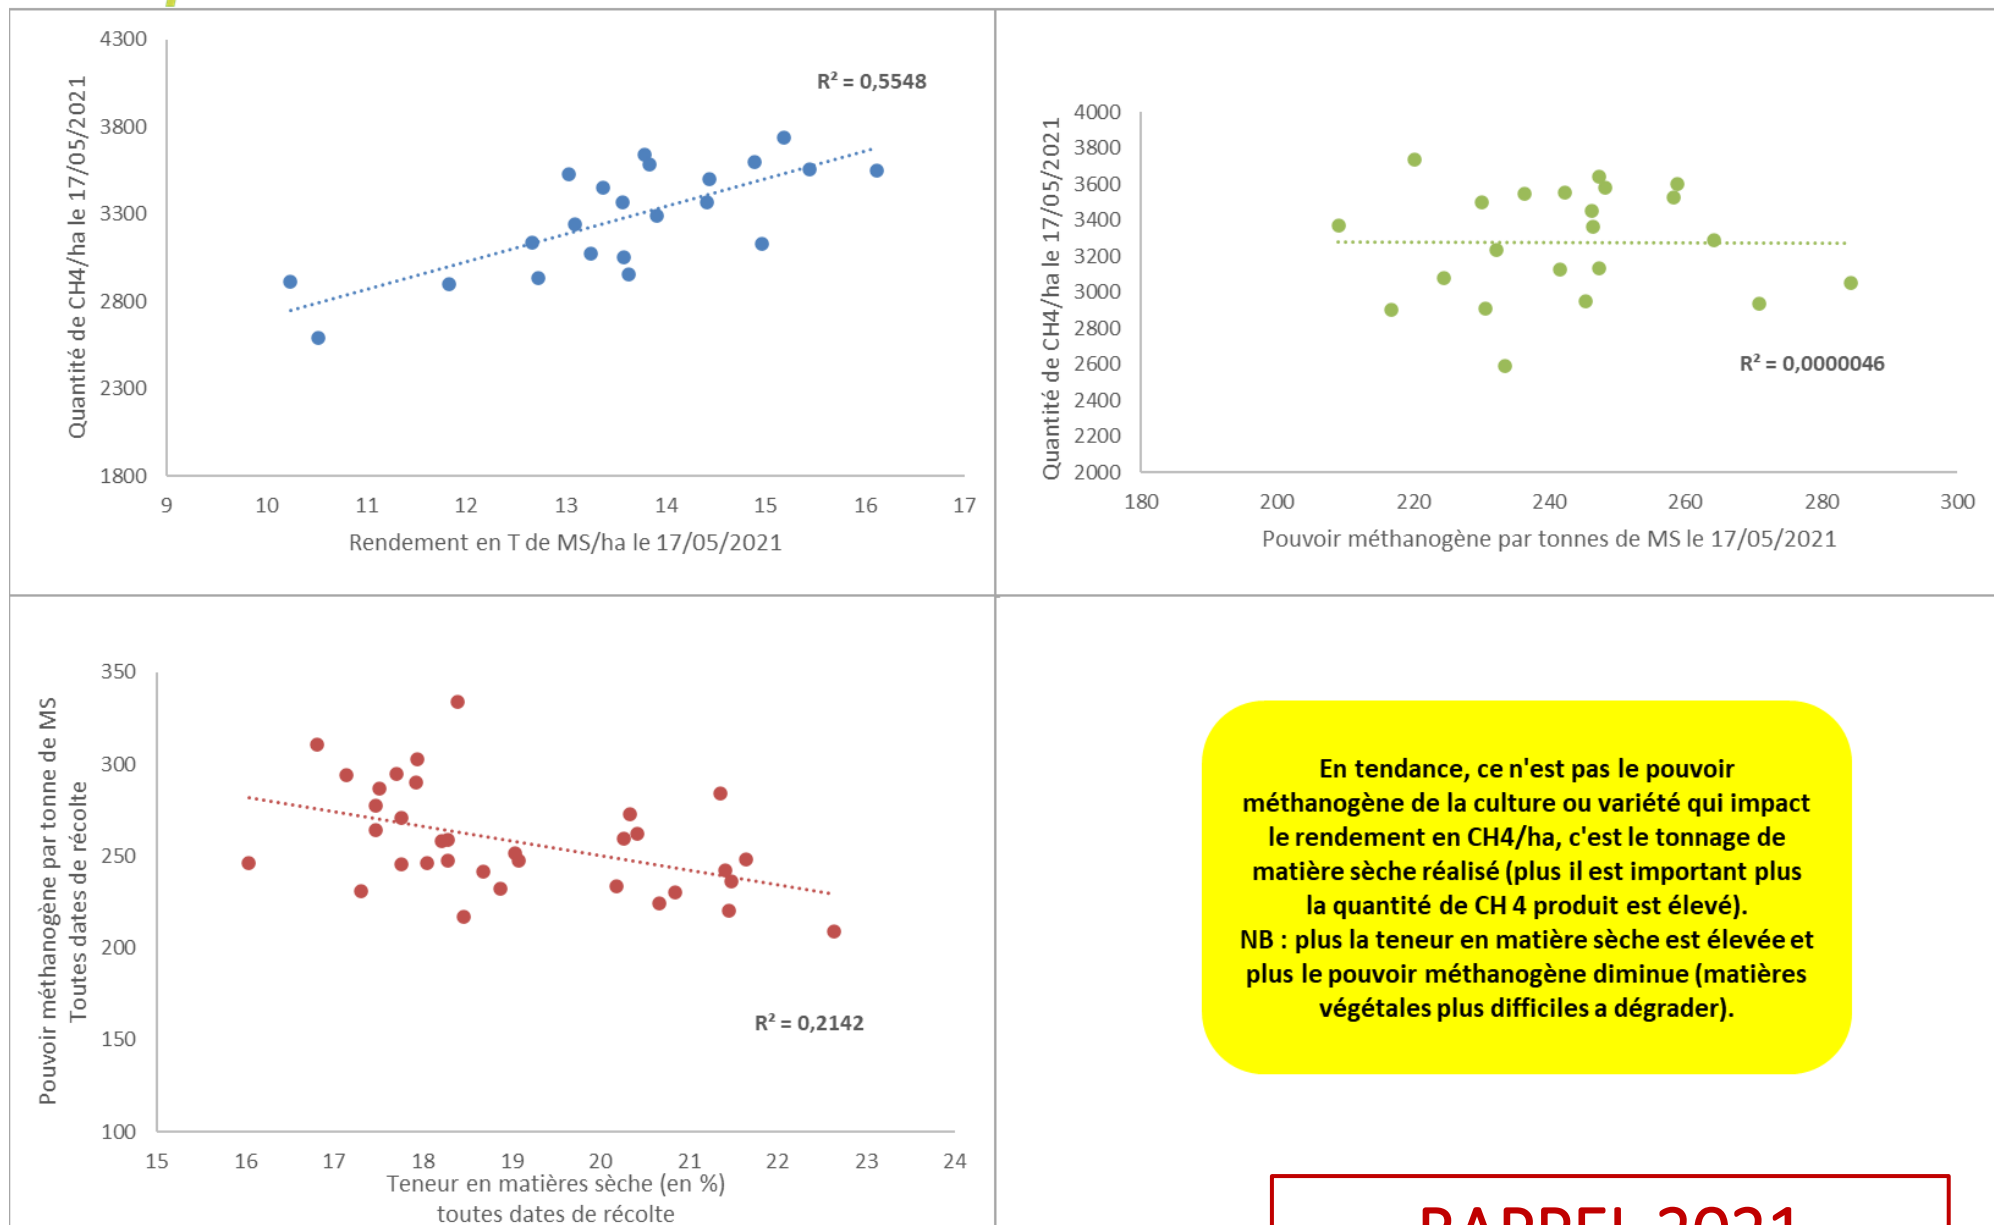 4300
3800
3300
2800
2300
1800
Quantité de CH4/ha le 17/05/2021
R² = 0,5548
9 10 11 12 13 14 15 16 17
Rendement en T de MS/ha le 17/05/2021
4000
3800
3600
3400
3200
3000
2800
2600
2400
2200
2000
Quantité de CH4/ha le 17/05/2021
R² = 0,0000046
180 200 220 240 260 280 300
Pouvoir méthanogène par tonnes de MS le 17/05/2021
350
300
250
200
150
100
Pouvoir méthanogène par tonne de MS
Toutes dates de récolte
R² = 0,2142
15 16 17 18 19 20 21 22 23 24
Teneur en matières sèche (en %)
toutes dates de récolte
En tendance, ce n'est pas le pouvoir
méthanogène de la culture ou variété qui impact
le rendement en CH4/ha, c'est le tonnage de
matière sèche réalisé (plus il est important plus
la quantité de CH 4 produit est élevé).
NB : plus la teneur en matière sèche est élevée et
plus le pouvoir méthanogène diminue (matières
végétales plus difficiles a dégrader).
RAPPEL 2021